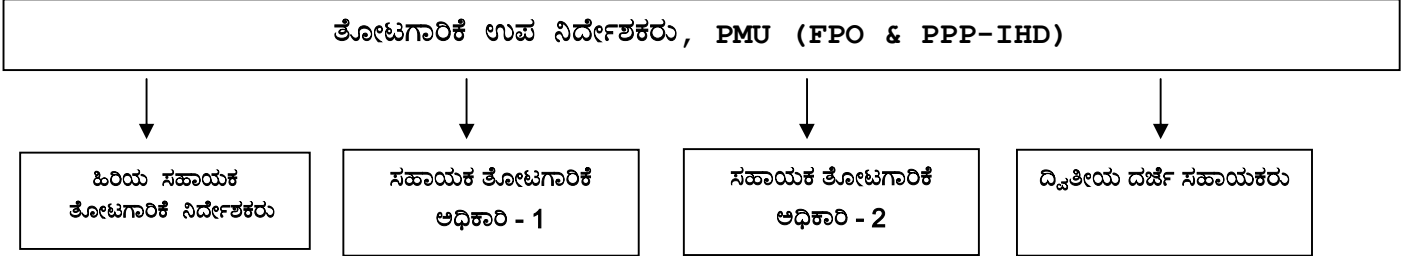 ತೋಟಗಾರಿಕೆ ಉಪ ನಿರ್ದೇಶಕರು, PMU (FPO & PPP-IHD)
ಹಿರಿಯ ಸಹಾಯಕ
ತೋಟಗಾರಿಕೆ ನಿರ್ದೇಶಕರು
ಸಹಾಯಕ ತೋಟಗಾರಿಕೆ
ಅಧಿಕಾರಿ - 1
ಸಹಾಯಕ ತೋಟಗಾರಿಕೆ
ಅಧಿಕಾರಿ - 2
ದ್ವಿತೀಯ ದರ್ಜೆ ಸಹಾಯಕರು